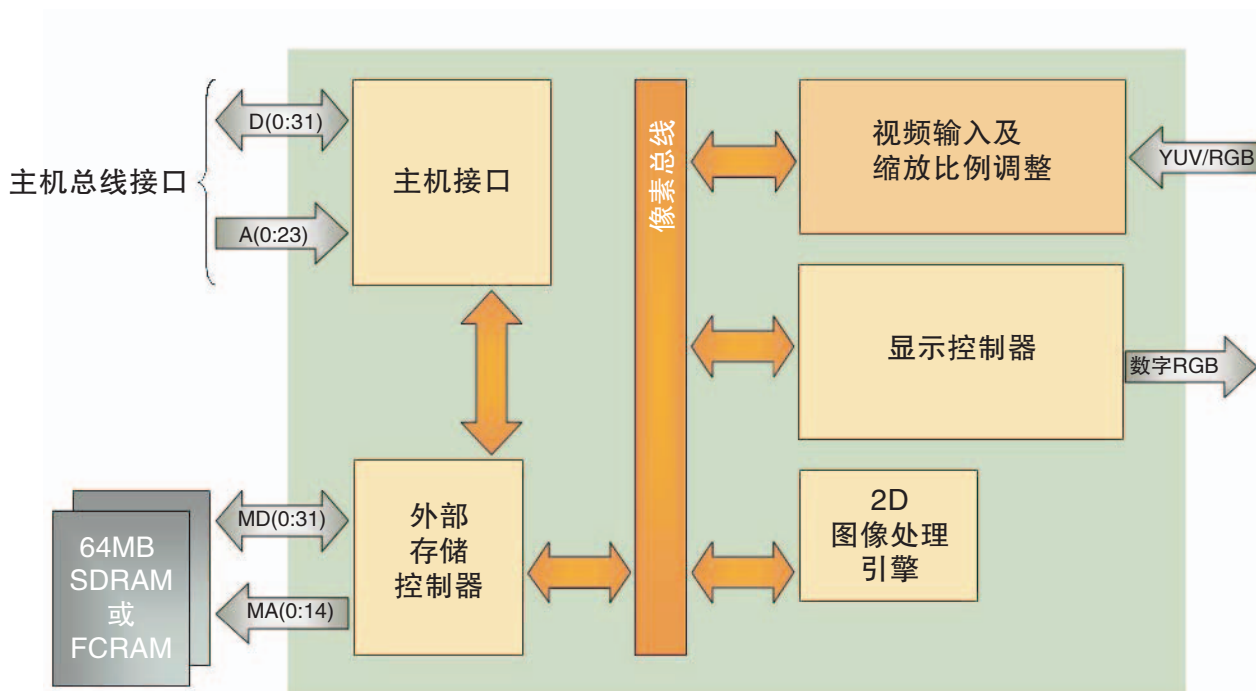 主机总线接口
D(0:31)
A(0:23)
主机接口
像素总线
视频输入及
缩放比例调整
YUV/RGB
显示控制器
数字RGB
64MB
SDRAM
或
FCRAM
MD(0:31)
MA(0:14)
外部
存储
控制器
2D
图像处理
引擎